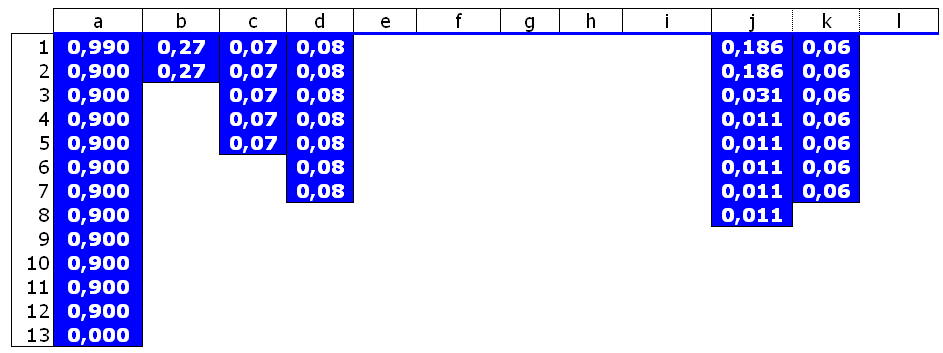 a b c d e f g h i j k l
1 0,990 0,27 0,07 0,08 0,186 0,06
2 0,900 0,27 0,07 0,08 0,186 0,06
3 0,900 0,07 0,08 0,031 0,06
4 0,900 0,07 0,08 0,011 0,06
5 0,900 0,07 0,08 0,011 0,06
6 0,900 0,08 0,011 0,06
7 0,900 0,08 0,011 0,06
8 0,900 0,011
9 0,900
10 0,900
11 0,900
12 0,900
13 0,000